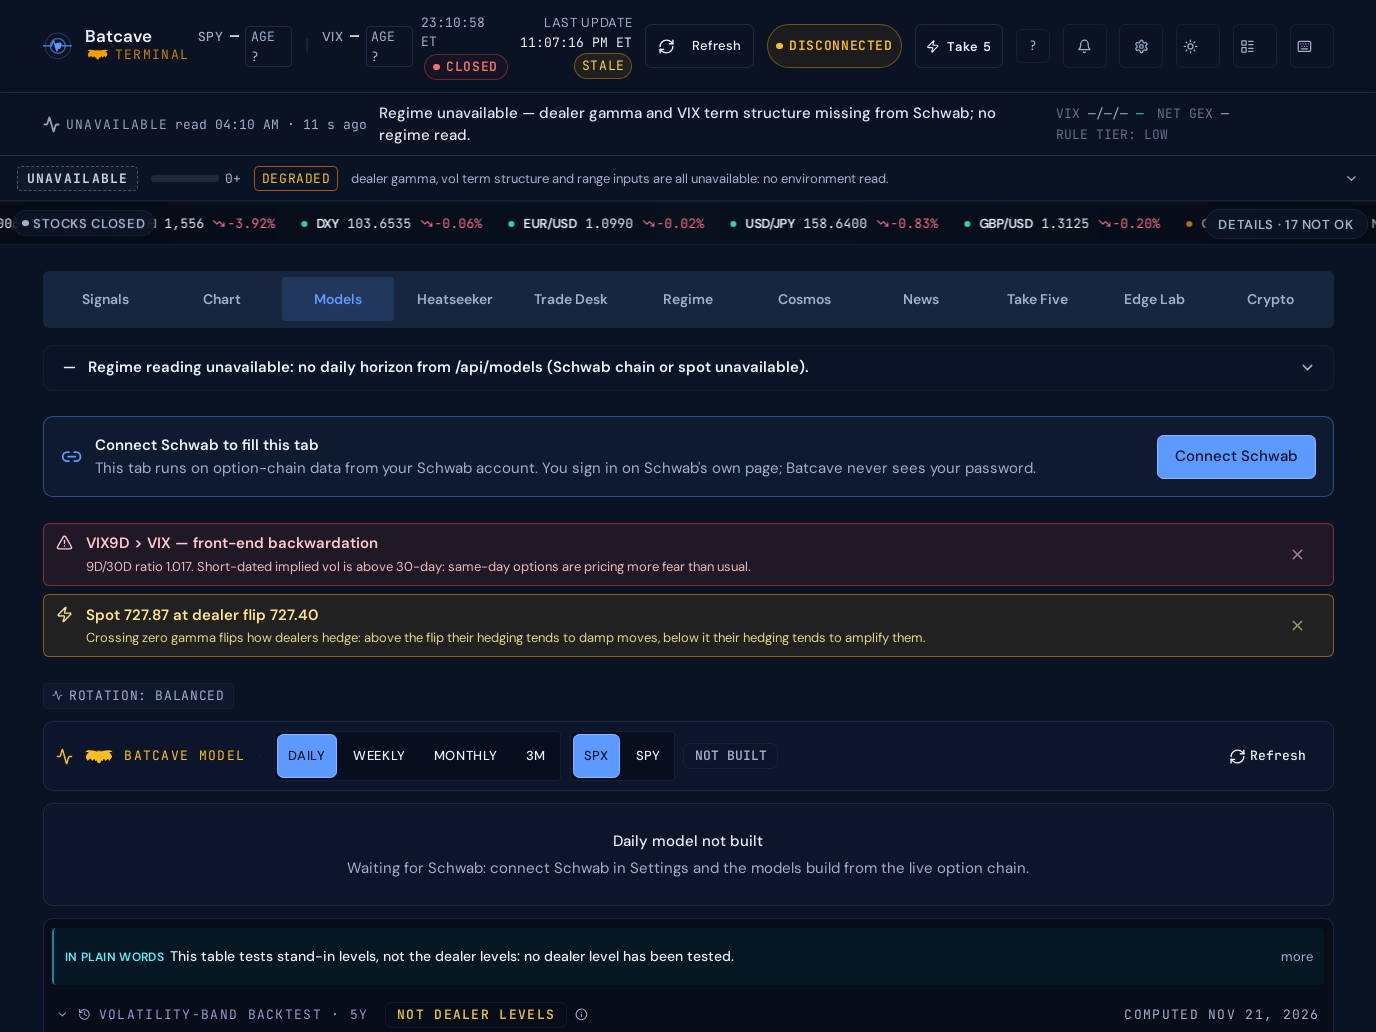 Batcave
TERMINAL
SPY — AGE ?
VIX — AGE ?
23:10:58 ET
CLOSED
LAST UPDATE
11:07:16 PM ET
STALE
Refresh
DISCONNECTED
Take 5
?
UNAVAILABLE read 04:10 AM · 11 s ago
Regime unavailable — dealer gamma and VIX term structure missing from Schwab; no
regime read.
VIX —/—/— — NET GEX —
RULE TIER: LOW
UNAVAILABLE 0+ DEGRADED dealer gamma, vol term structure and range inputs are all unavailable: no environment read.
STOCKS CLOSED 1,556 -3.92% DXY 103.6535 -0.06% EUR/USD 1.0990 -0.02% USD/JPY 158.6400 -0.83% GBP/USD 1.3125 -0.20% DETAILS · 17 NOT OK
Signals Chart Models Heatseeker Trade Desk Regime Cosmos News Take Five Edge Lab Crypto
— Regime reading unavailable: no daily horizon from /api/models (Schwab chain or spot unavailable).
Connect Schwab to fill this tab
This tab runs on option-chain data from your Schwab account. You sign in on Schwab's own page; Batcave never sees your password.
Connect Schwab
VIX9D > VIX — front-end backwardation
9D/30D ratio 1.017. Short-dated implied vol is above 30-day: same-day options are pricing more fear than usual.
Spot 727.87 at dealer flip 727.40
Crossing zero gamma flips how dealers hedge: above the flip their hedging tends to damp moves, below it their hedging tends to amplify them.
ROTATION: BALANCED
BATCAVE MODEL DAILY WEEKLY MONTHLY 3M SPX SPY NOT BUILT Refresh
Daily model not built
Waiting for Schwab: connect Schwab in Settings and the models build from the live option chain.
IN PLAIN WORDS This table tests stand-in levels, not the dealer levels: no dealer level has been tested. more
VOLATILITY-BAND BACKTEST · 5Y NOT DEALER LEVELS COMPUTED NOV 21, 2026